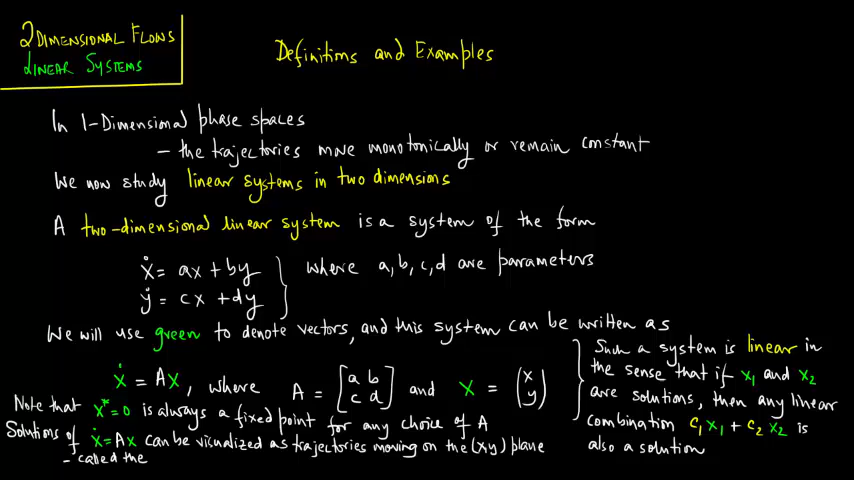 2 DIMENSIONAL FLOWS
LINEAR SYSTEMS
Definitions and Examples
In 1-Dimensional phase spaces
- the trajectories move monotonically or remain constant
We now study linear systems in two dimensions
A two-dimensional linear system is a system of the form
ẋ = ax + by
ẏ = cx + dy
where a, b, c, d are parameters
We will use green to denote vectors, and this system can be written as
ẋ = Ax, where A = [a b
c d] and x = (x
y)
Such a system is linear in
the sense that if x₁ and x₂
are solutions, then any linear
combination c₁x₁ + c₂x₂ is
also a solution
Note that x* = 0 is always a fixed point for any choice of A
Solutions of ẋ = Ax can be visualized as trajectories moving on the (xy) plane
- called the